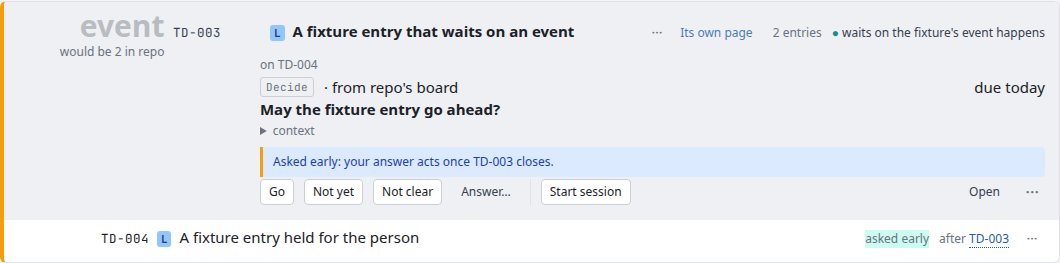 event TD-003 L A fixture entry that waits on an event ... Its own page 2 entries ● waits on the fixture's event happens
would be 2 in repo
on TD-004
Decide · from repo's board due today
May the fixture entry go ahead?
▶ context
Asked early: your answer acts once TD-003 closes.
Go Not yet Not clear Answer... Start session Open ...
TD-004 L A fixture entry held for the person asked early after TD-003 ...